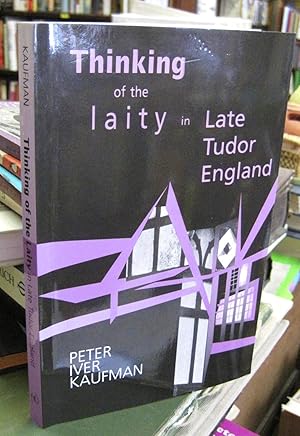 Thinking
of the
laity in Late
Tudor
England
PETER
IVER
KAUFMAN
KAUFMAN Thinking of the Laity in Late Tudor England